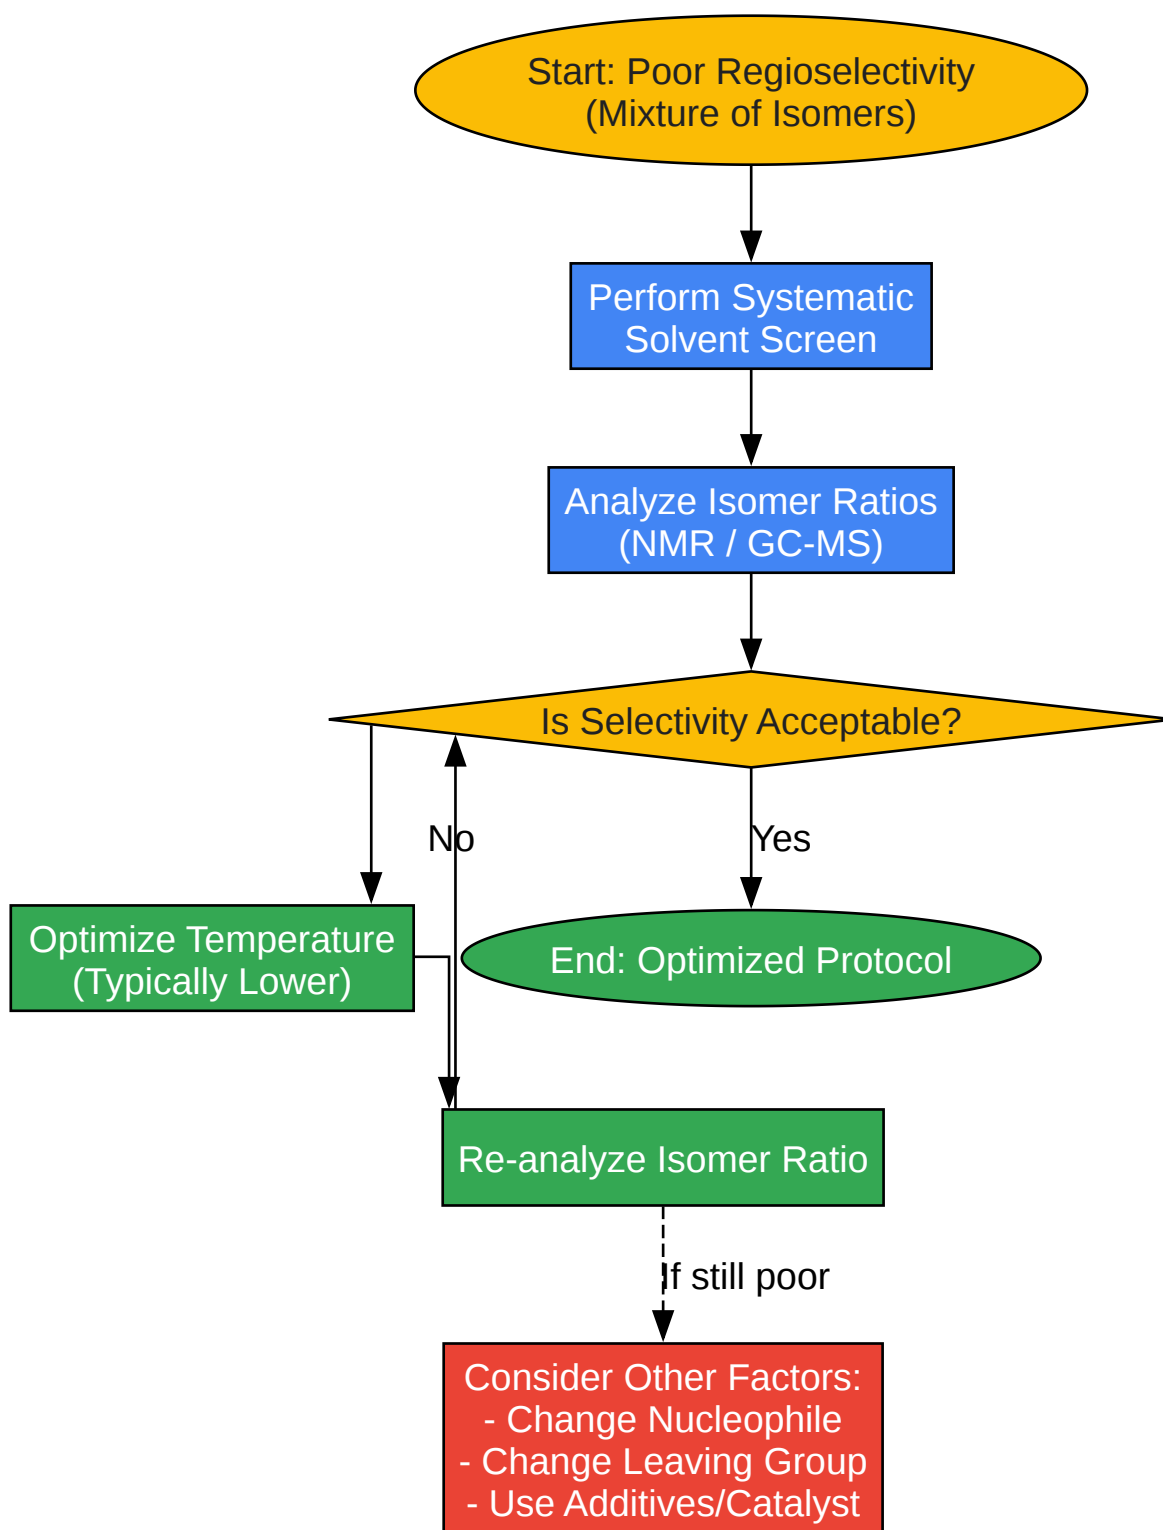 Start: Poor Regioselectivity
(Mixture of Isomers)
Perform Systematic
Solvent Screen
Analyze Isomer Ratios
(NMR / GC-MS)
Is Selectivity Acceptable?
No
Yes
Optimize Temperature
(Typically Lower)
End: Optimized Protocol
Re-analyze Isomer Ratio
If still poor
Consider Other Factors:
- Change Nucleophile
- Change Leaving Group
- Use Additives/Catalyst